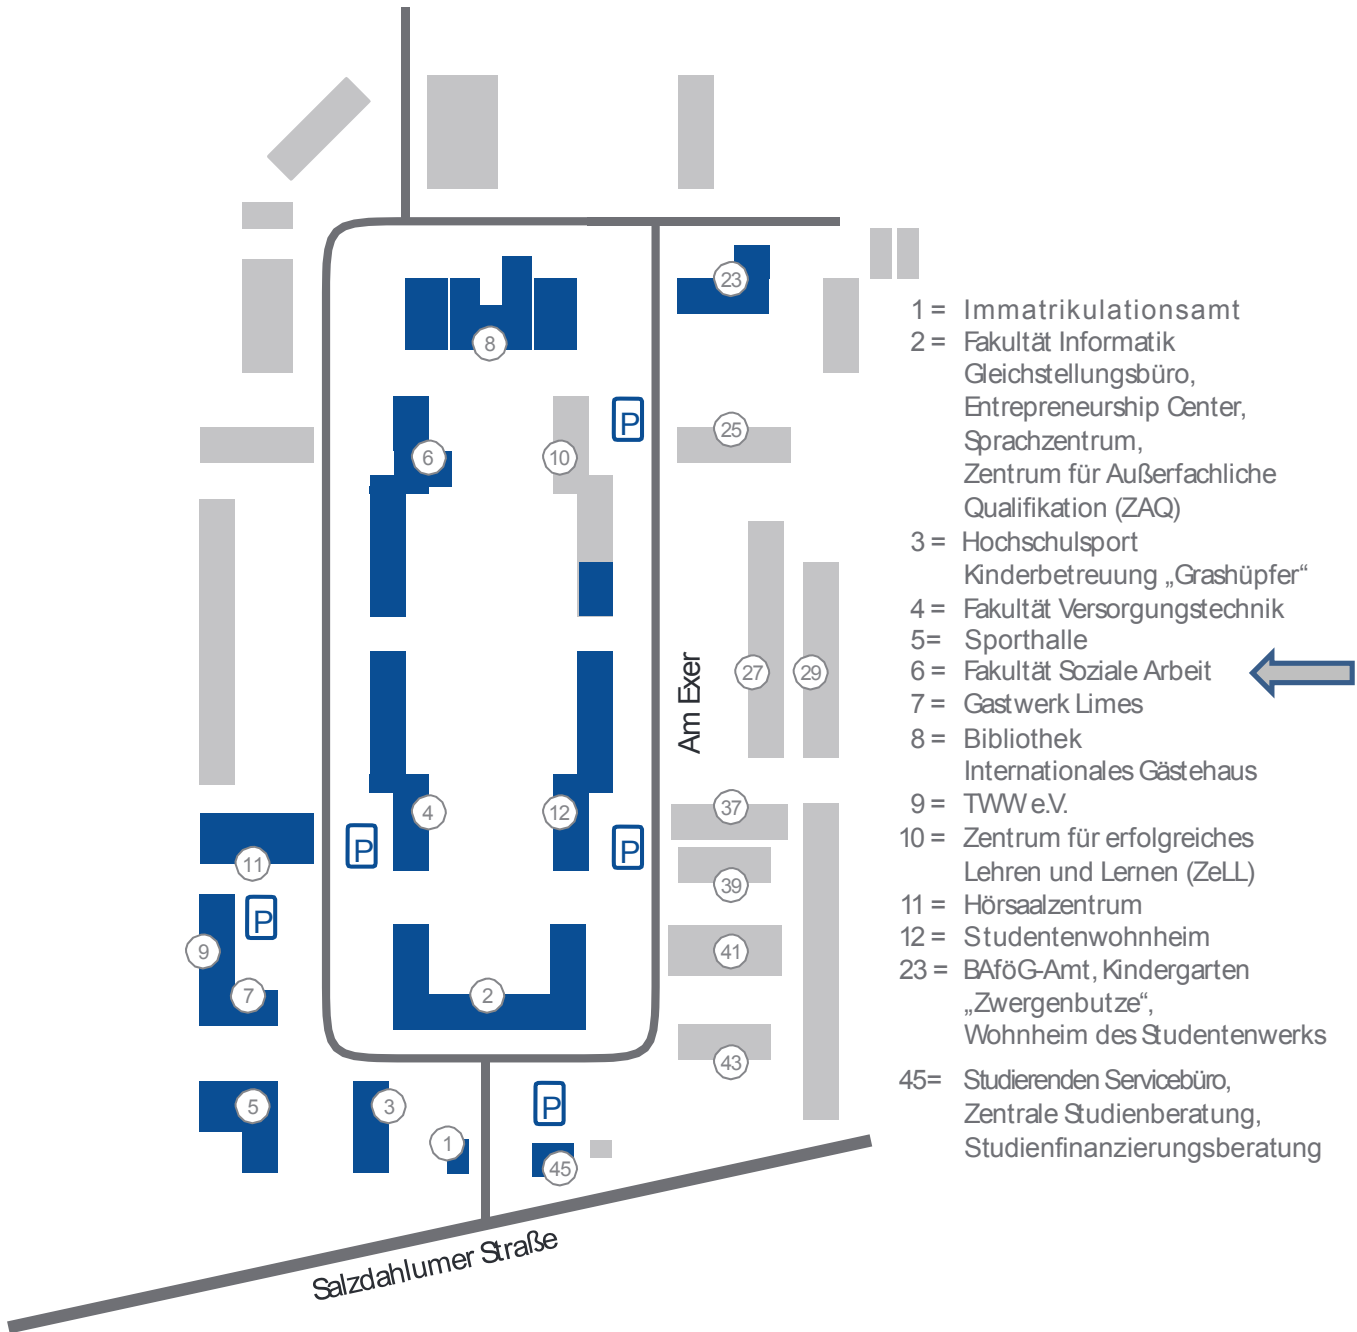 23
8
P
25
6
10
27
29
Am Exer
37
4
12
P
P
11
39
P
9
41
7
2
43
5
3
P
1
45
Salzdahlumer Straße
1 = Immatrikulationsamt
2 = Fakultät Informatik
Gleichstellungsbüro,
Entrepreneurship Center,
Sprachzentrum,
Zentrum für Außerfachliche
Qualifikation (ZAQ)
3 = Hochschulsport
Kinderbetreuung „Grashüpfer“
4 = Fakultät Versorgungstechnik
5= Sporthalle
6 = Fakultät Soziale Arbeit
7 = Gastwerk Limes
8 = Bibliothek
Internationales Gästehaus
9 = TWW e.V.
10 = Zentrum für erfolgreiches
Lehren und Lernen (ZeLL)
11 = Hörsaalzentrum
12 = Studentenwohnheim
23 = BAföG-Amt, Kindergarten
„Zwergenbutze“,
Wohnheim des Studentenwerks
45= Studierenden Servicebüro,
Zentrale Studienberatung,
Studienfinanzierungsberatung